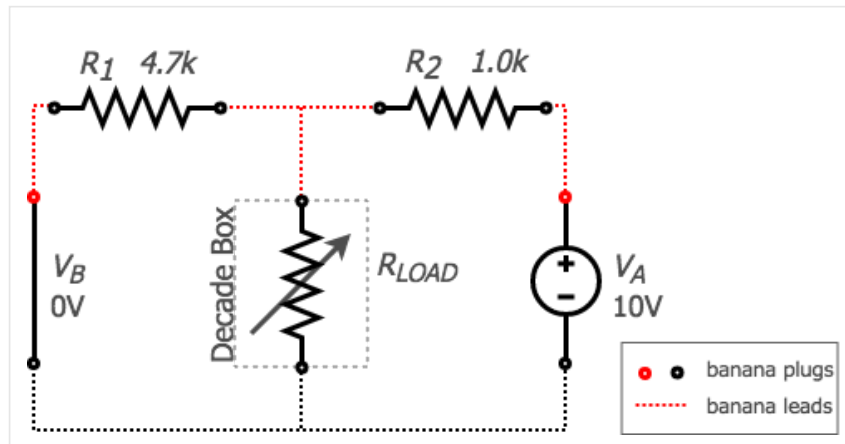 R1 4.7k
R2 1.0k
Decade Box
VB
0V
RLOAD
VA
10V
banana plugs
banana leads